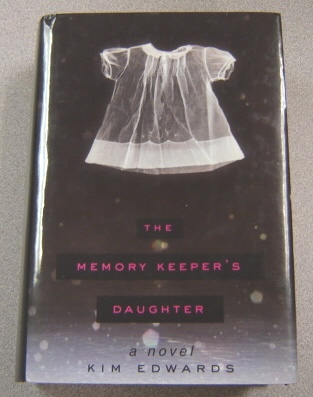 THE
MEMORY KEEPER'S
DAUGHTER
a novel
KIM EDWARDS